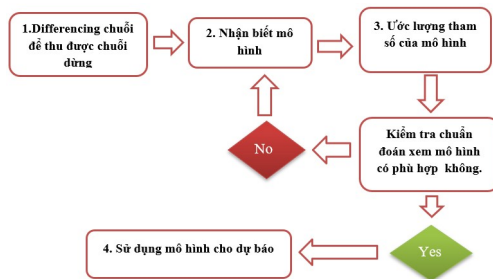 1.Differencing chuỗi
để thu được chuỗi
dừng
2. Nhận biết mô
hình
3. Ước lượng tham
số của mô hình
Kiểm tra chuẩn
đoán xem mô hình
có phù hợp không.
No
Yes
4. Sử dụng mô hình cho dự báo